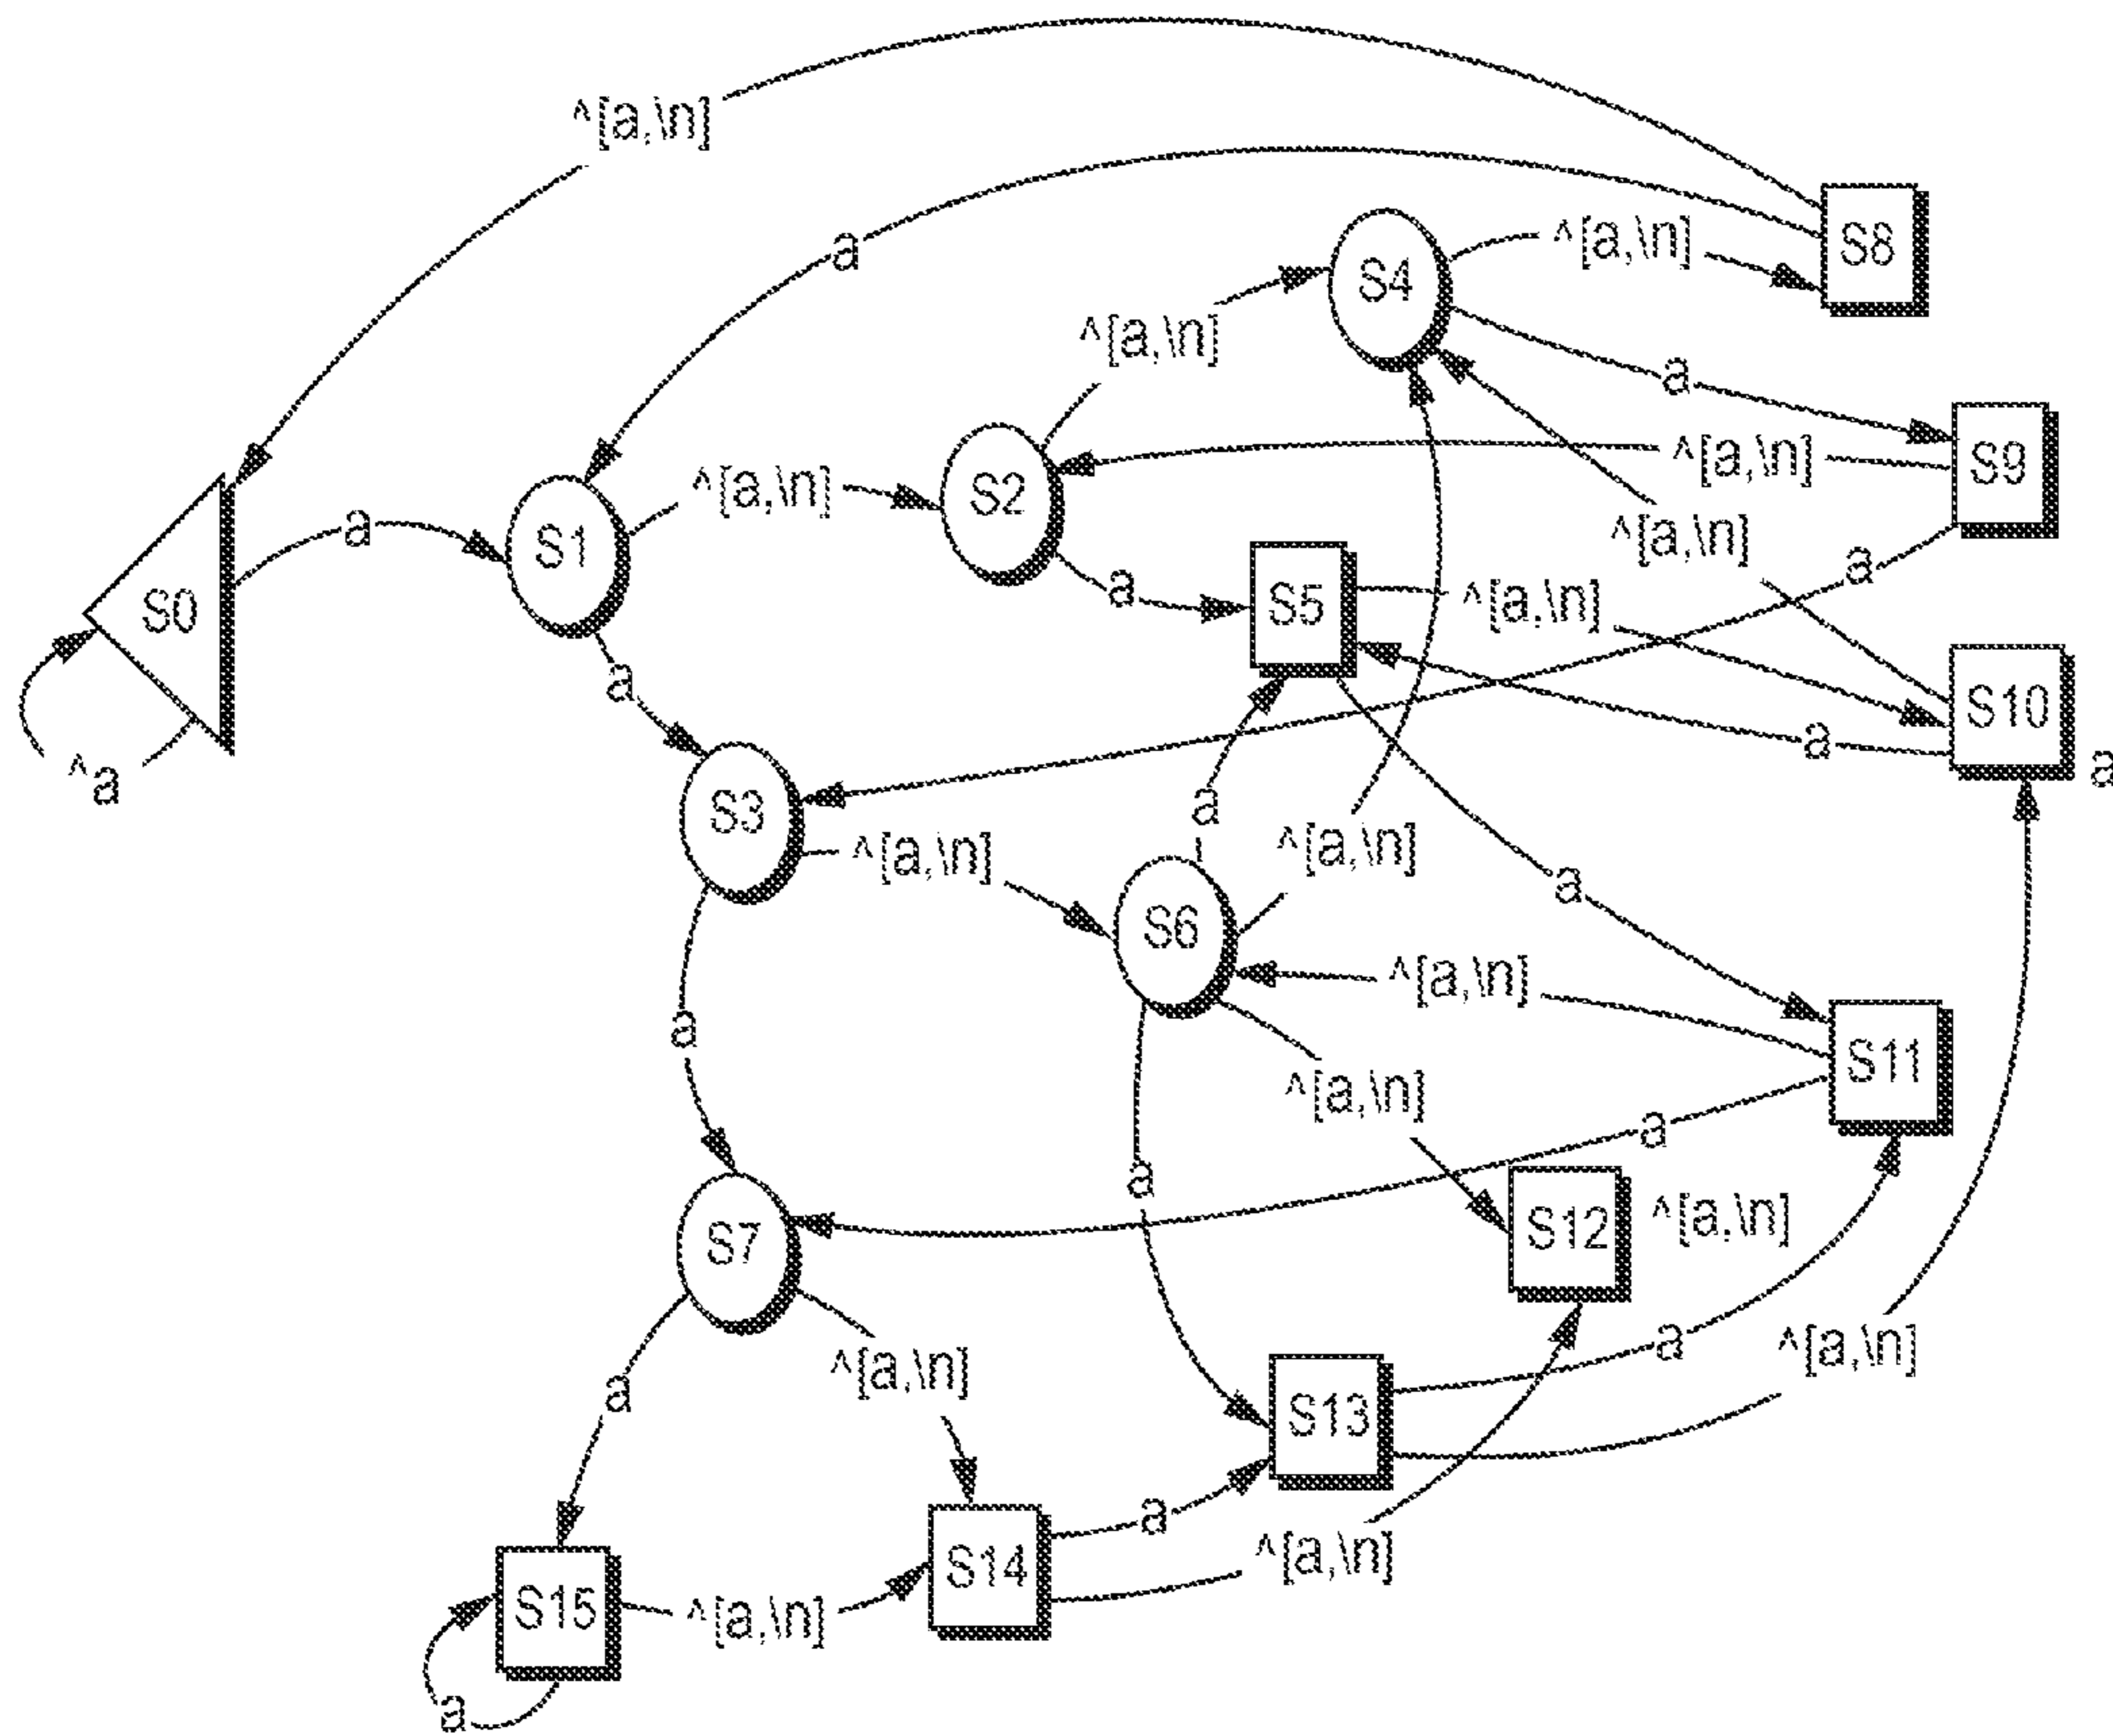 ^[a,\n]
a
^[a,\n]
S8
S4
^[a,\n]
a
S9
^[a,\n]
^[a,\n]
S2
^[a,\n]
S1
a
S0
^a
a
S5
^[a,\n]
a
a
S10
a
a
S3
a
^[a,\n]
^[a,\n]
a
S6
^[a,\n]
a
S11
^[a,\n]
a
a
a
S12
^[a,\n]
S7
^[a,\n]
a
S13
a
^[a,\n]
a
S14
^[a,\n]
S15
^[a,\n]
a